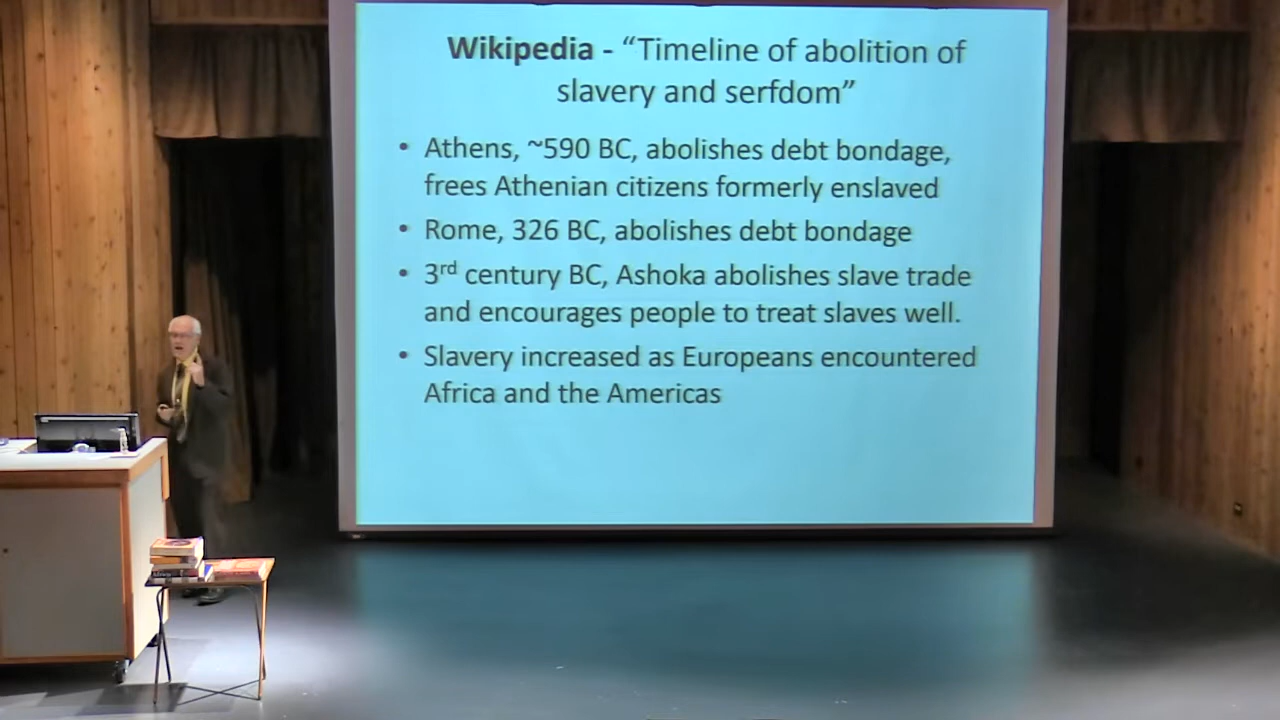 Wikipedia - “Timeline of abolition of
slavery and serfdom”
• Athens, ~590 BC, abolishes debt bondage,
frees Athenian citizens formerly enslaved
• Rome, 326 BC, abolishes debt bondage
• 3rd century BC, Ashoka abolishes slave trade
and encourages people to treat slaves well.
• Slavery increased as Europeans encountered
Africa and the Americas